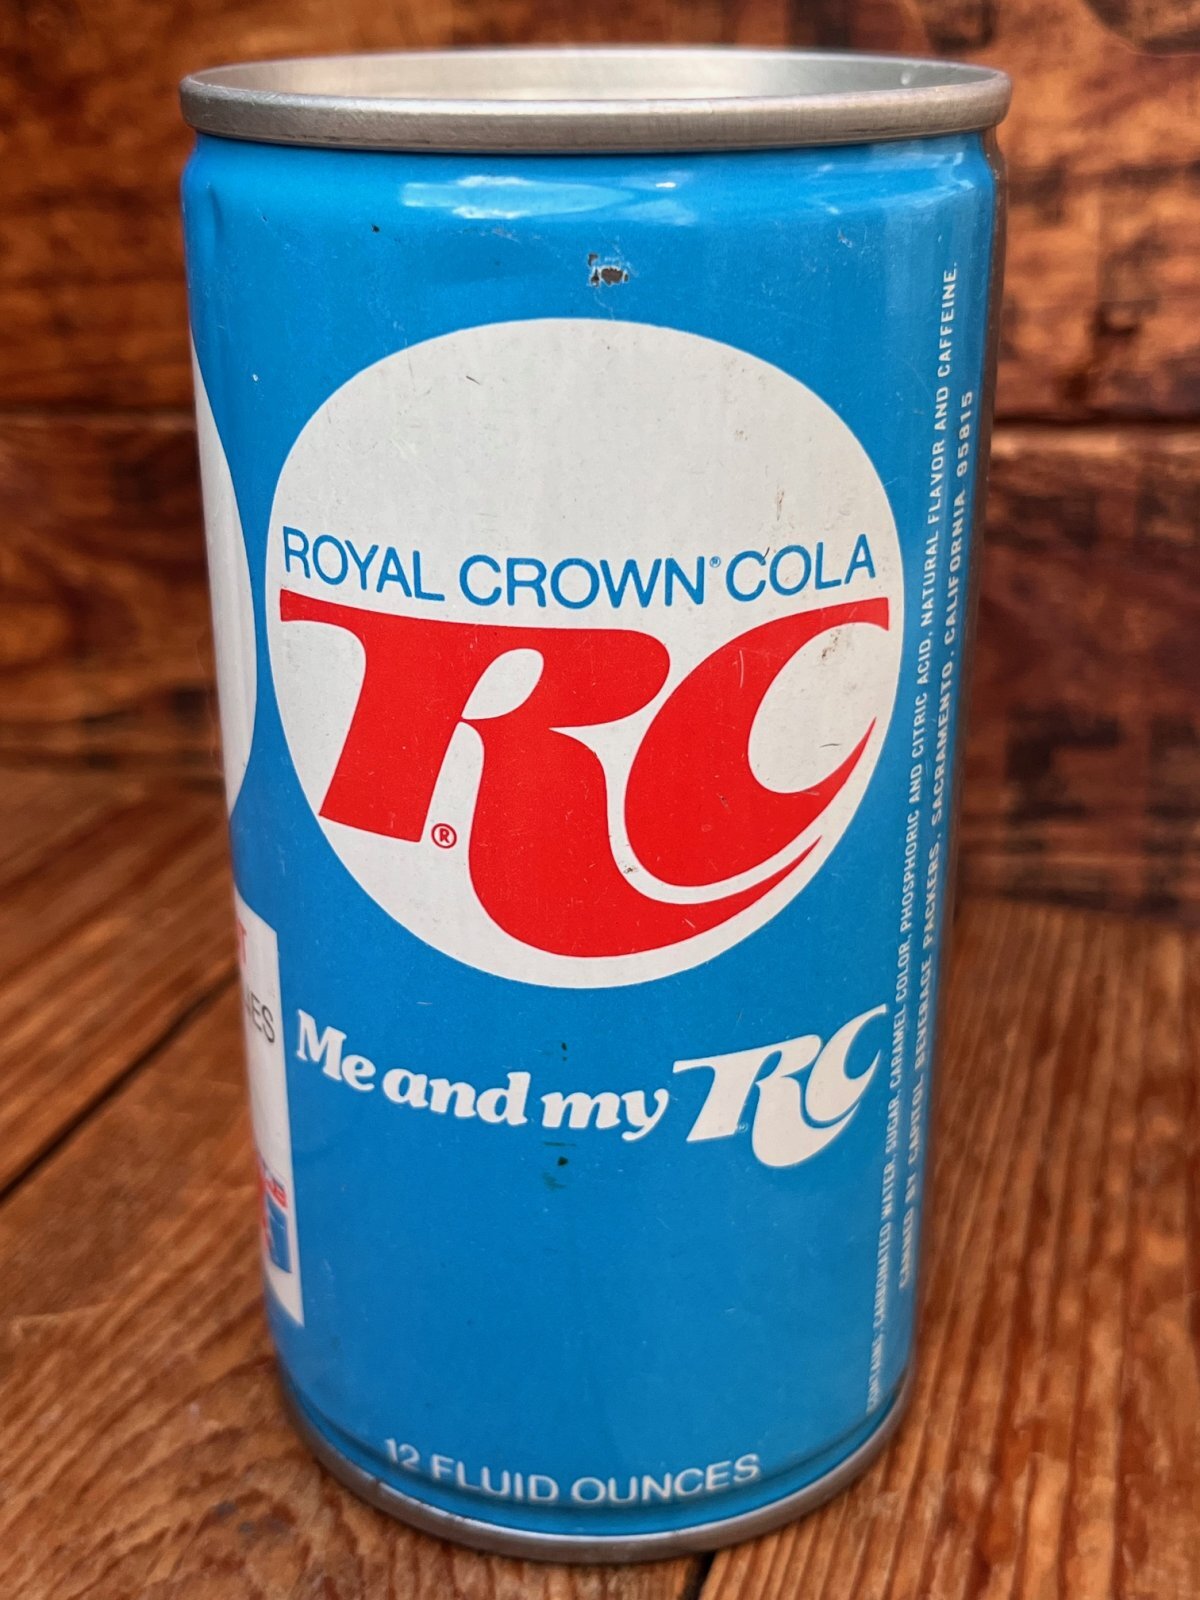 ROYAL CROWN® COLA
RC®
Me and my RC
12 FLUID OUNCES
CONTAINS, CARBONATED WATER, SUGAR, CARAMEL COLOR, PHOSPHORIC AND CITRIC ACID, NATURAL FLAVOR AND CAFFEINE.
CANNED BY CAPITOL BEVERAGE PACKERS. SACRAMENTO. CALIFORNIA 95815